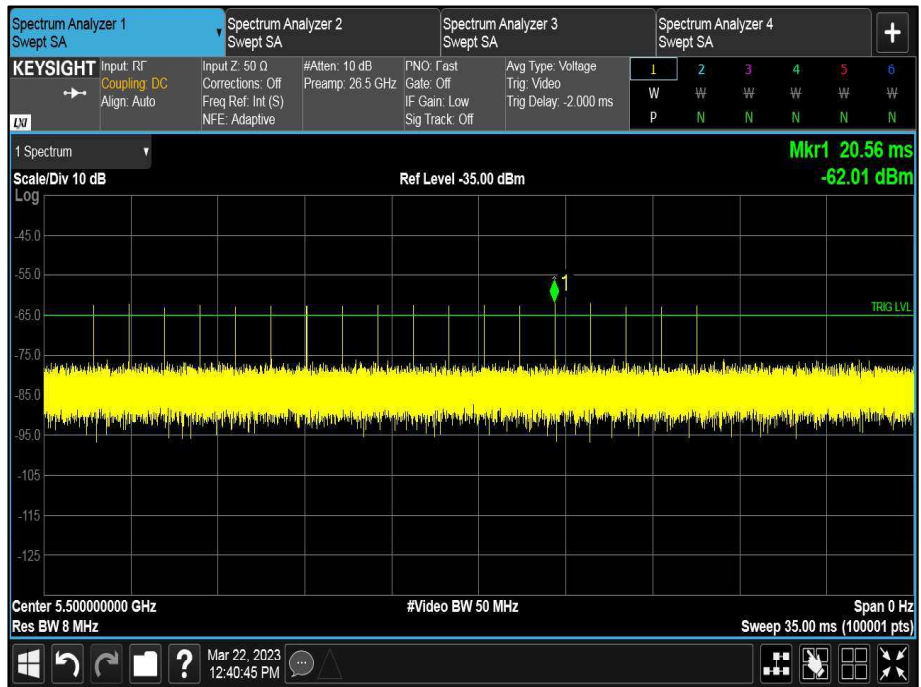 Spectrum Analyzer 1
Swept SA
Spectrum Analyzer 2
Swept SA
Spectrum Analyzer 3
Swept SA
Spectrum Analyzer 4
Swept SA
+
KEYSIGHT
LXI
Input: RF
Coupling: DC
Align: Auto
Input Z: 50 Ω
Corrections: Off
Freq Ref: Int (S)
NFE: Adaptive
#Atten: 10 dB
Preamp: 26.5 GHz
PNO: Fast
Gate: Off
IF Gain: Low
Sig Track: Off
Avg Type: Voltage
Trig: Video
Trig Delay: -2.000 ms
1 2 3 4 5 6
W W W W W W
P N N N N N
1 Spectrum
Mkr1 20.56 ms
Scale/Div 10 dB
Ref Level -35.00 dBm
-62.01 dBm
Log
-45.0
-55.0
1
TRIG LVL
-65.0
-75.0
-85.0
-95.0
-105
-115
-125
Center 5.500000000 GHz
#Video BW 50 MHz
Span 0 Hz
Res BW 8 MHz
Sweep 35.00 ms (100001 pts)
?
Mar 22, 2023
12:40:45 PM